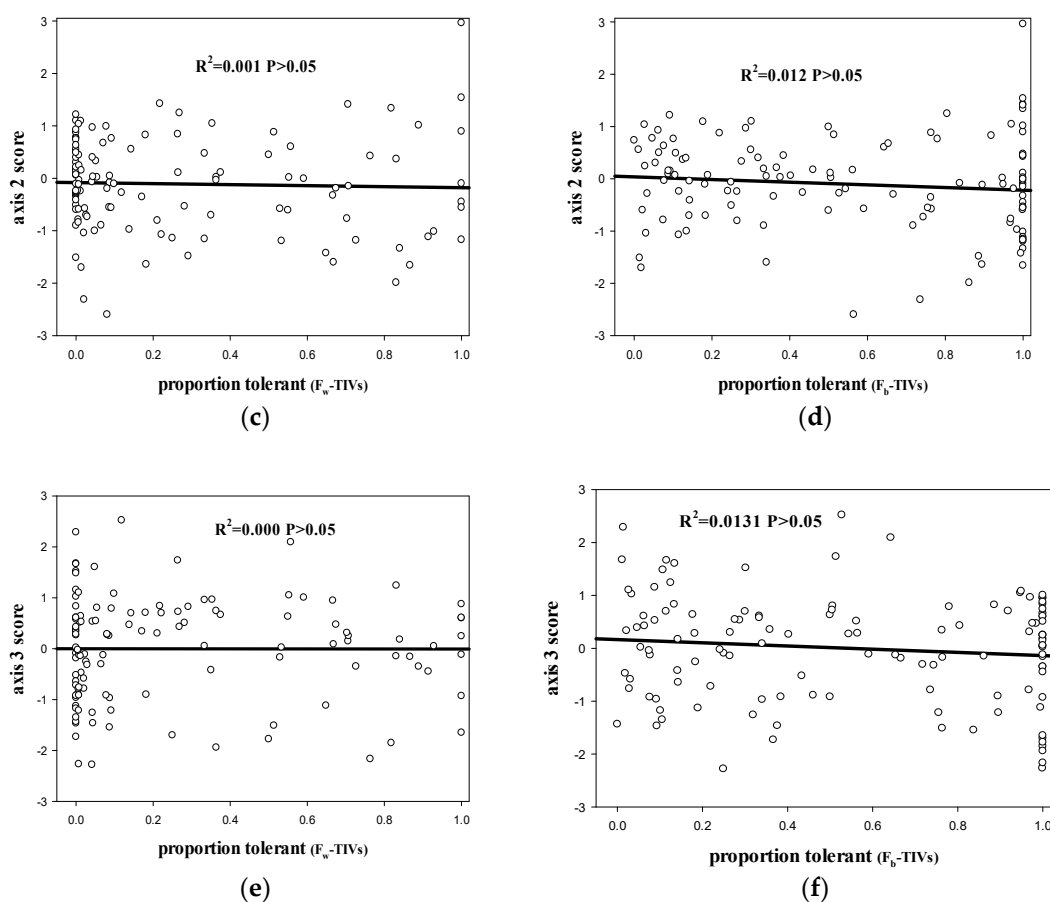 3
2
1
0
-1
-2
-3
axis 2 score
R²=0.001 P>0.05
0.0 0.2 0.4 0.6 0.8 1.0
proportion tolerant (F_w-TIVs)
(c)
3
2
1
0
-1
-2
-3
axis 2 score
R²=0.012 P>0.05
0.0 0.2 0.4 0.6 0.8 1.0
proportion tolerant (F_b-TIVs)
(d)
3
2
1
0
-1
-2
-3
axis 3 score
R²=0.000 P>0.05
0.0 0.2 0.4 0.6 0.8 1.0
proportion tolerant (F_w-TIVs)
(e)
3
2
1
0
-1
-2
-3
axis 3 score
R²=0.0131 P>0.05
0.0 0.2 0.4 0.6 0.8 1.0
proportion tolerant (F_b-TIVs)
(f)